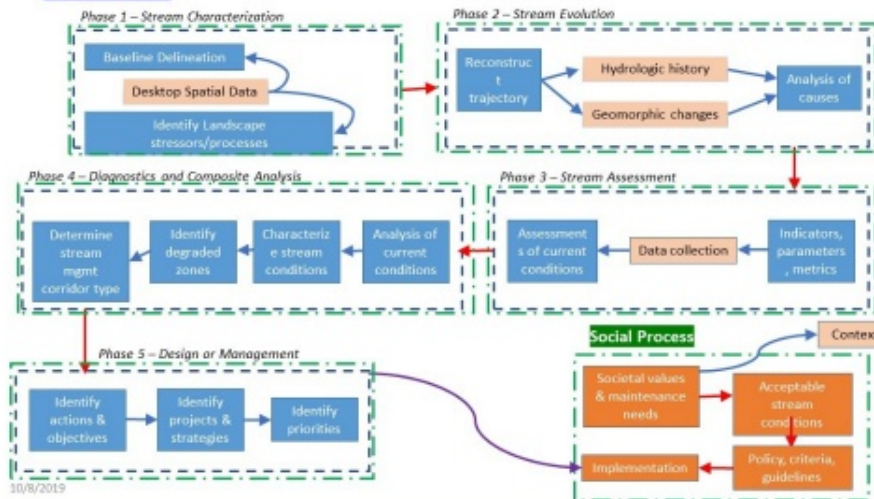 Phase 1 – Stream Characterization
Baseline Delineation
Desktop Spatial Data
Identify Landscape
stressors/processes
Phase 2 – Stream Evolution
Reconstruc
t
trajectory
Hydrologic history
Geomorphic changes
Analysis of
causes
Phase 4 – Diagnostics and Composite Analysis
Determine
stream
mgmt
corridor type
Identify
degraded
zones
Characteriz
e stream
conditions
Analysis of
current
conditions
Phase 3 – Stream Assessment
Assessment
s of current
conditions
Data collection
Indicators,
parameters
, metrics
Phase 5 – Design or Management
Identify
actions &
objectives
Identify
projects &
strategies
Identify
priorities
Social Process
Context
Societal values
& maintenance
needs
Acceptable
stream
conditions
Implementation
Policy, criteria,
guidelines
10/8/2019